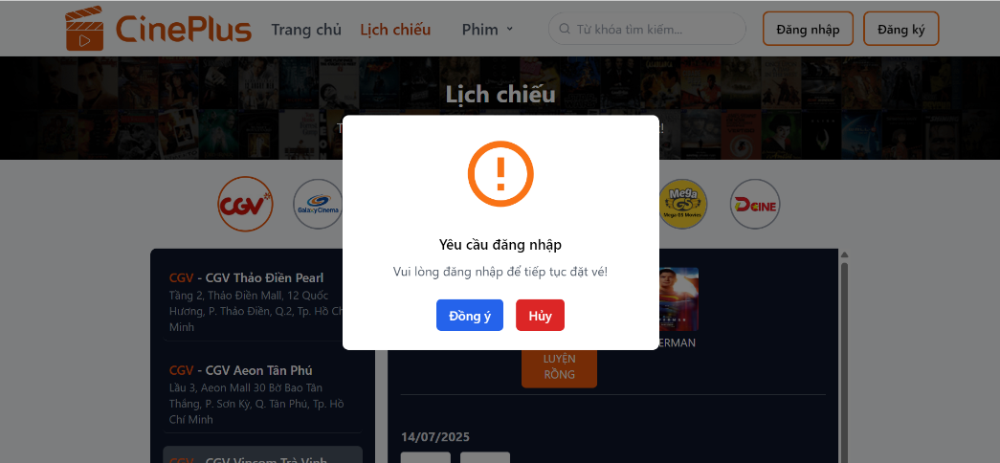 CinePlus
Trang chủ
Lịch chiếu
Phim
Từ khóa tìm kiếm...
Đăng nhập
Đăng ký
Lịch chiếu
CGV
Galaxy Cinema
Mega GS
Mega GS Movies
DCINE
Yêu cầu đăng nhập
Vui lòng đăng nhập để tiếp tục đặt vé!
Đồng ý
Hủy
CGV - CGV Thảo Điền Pearl
Tầng 2, Thảo Điền Mall, 12 Quốc
Hương, P. Thảo Điền, Q.2, Tp. Hồ Ch
Minh
CGV - CGV Aeon Tân Phú
Lầu 3, Aeon Mall 30 Bờ Bao Tân
Thắng, P. Sơn Kỳ, Q. Tân Phú, Tp. Hồ
Chí Minh
CGV - CGV Vincom Trà Vinh
LUYỆN
RỒNG
ERMAN
14/07/2025